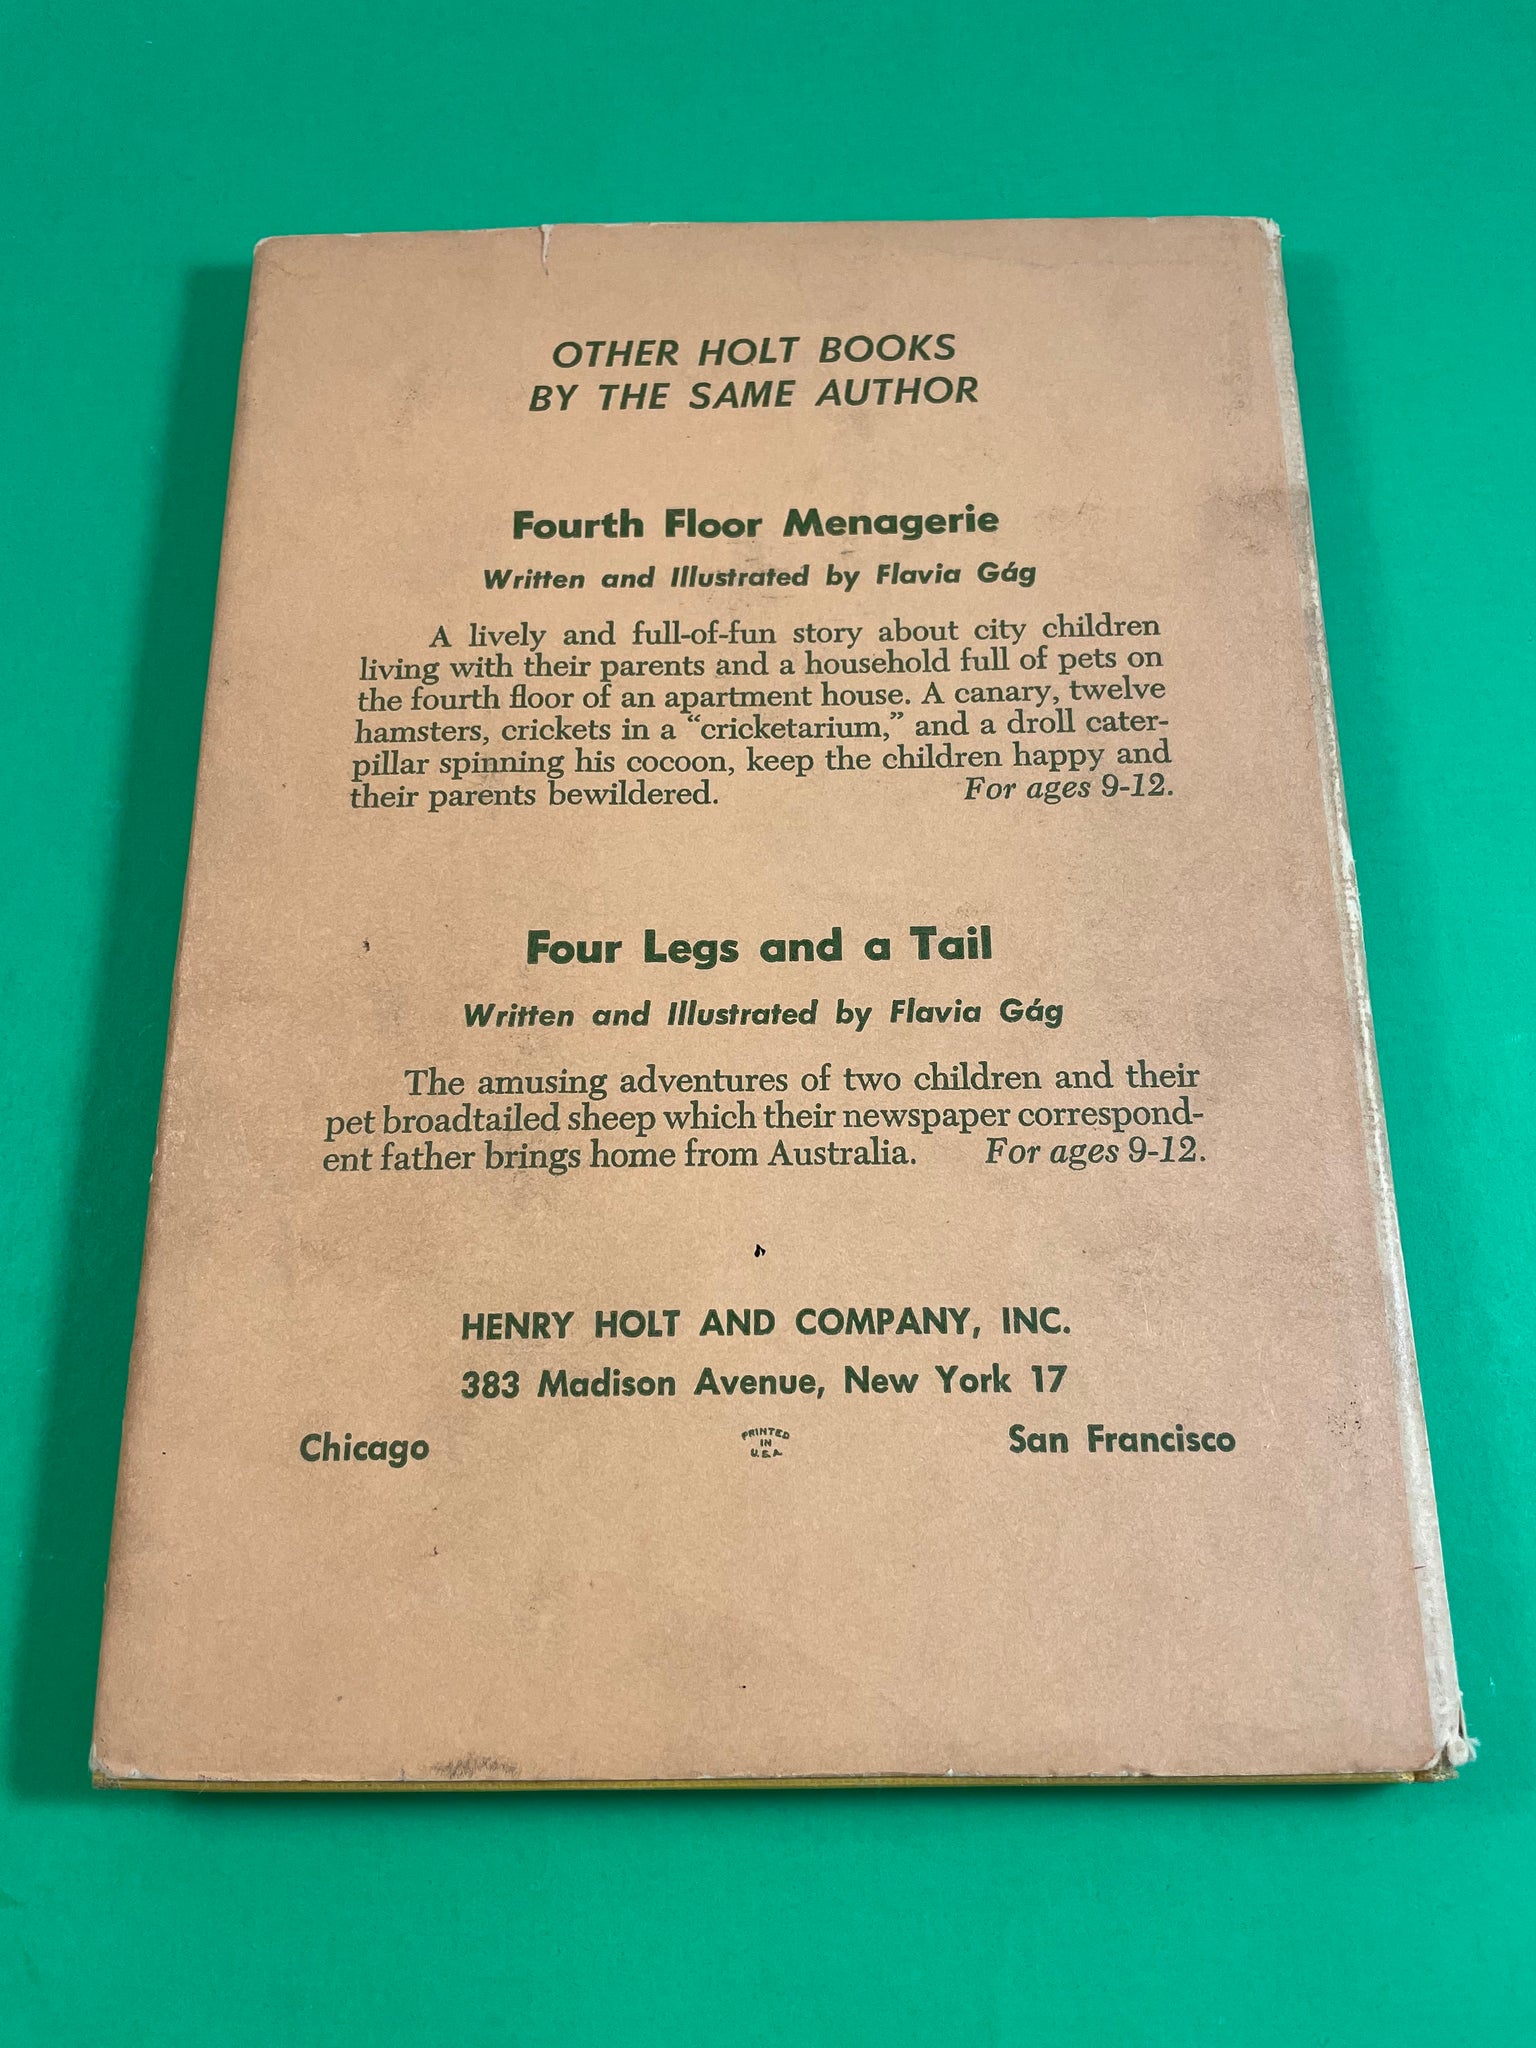 OTHER HOLT BOOKS
BY THE SAME AUTHOR
Fourth Floor Menagerie
Written and Illustrated by Flavia Gág
A lively and full-of-fun story about city children
living with their parents and a household full of pets on
the fourth floor of an apartment house. A canary, twelve
hamsters, crickets in a “cricketarium,” and a droll cater-
pillar spinning his cocoon, keep the children happy and
their parents bewildered. For ages 9-12.
Four Legs and a Tail
Written and Illustrated by Flavia Gág
The amusing adventures of two children and their
pet broadtailed sheep which their newspaper correspond-
ent father brings home from Australia. For ages 9-12.
HENRY HOLT AND COMPANY, INC.
383 Madison Avenue, New York 17
Chicago
PRINTED
IN
U.S.A.
San Francisco